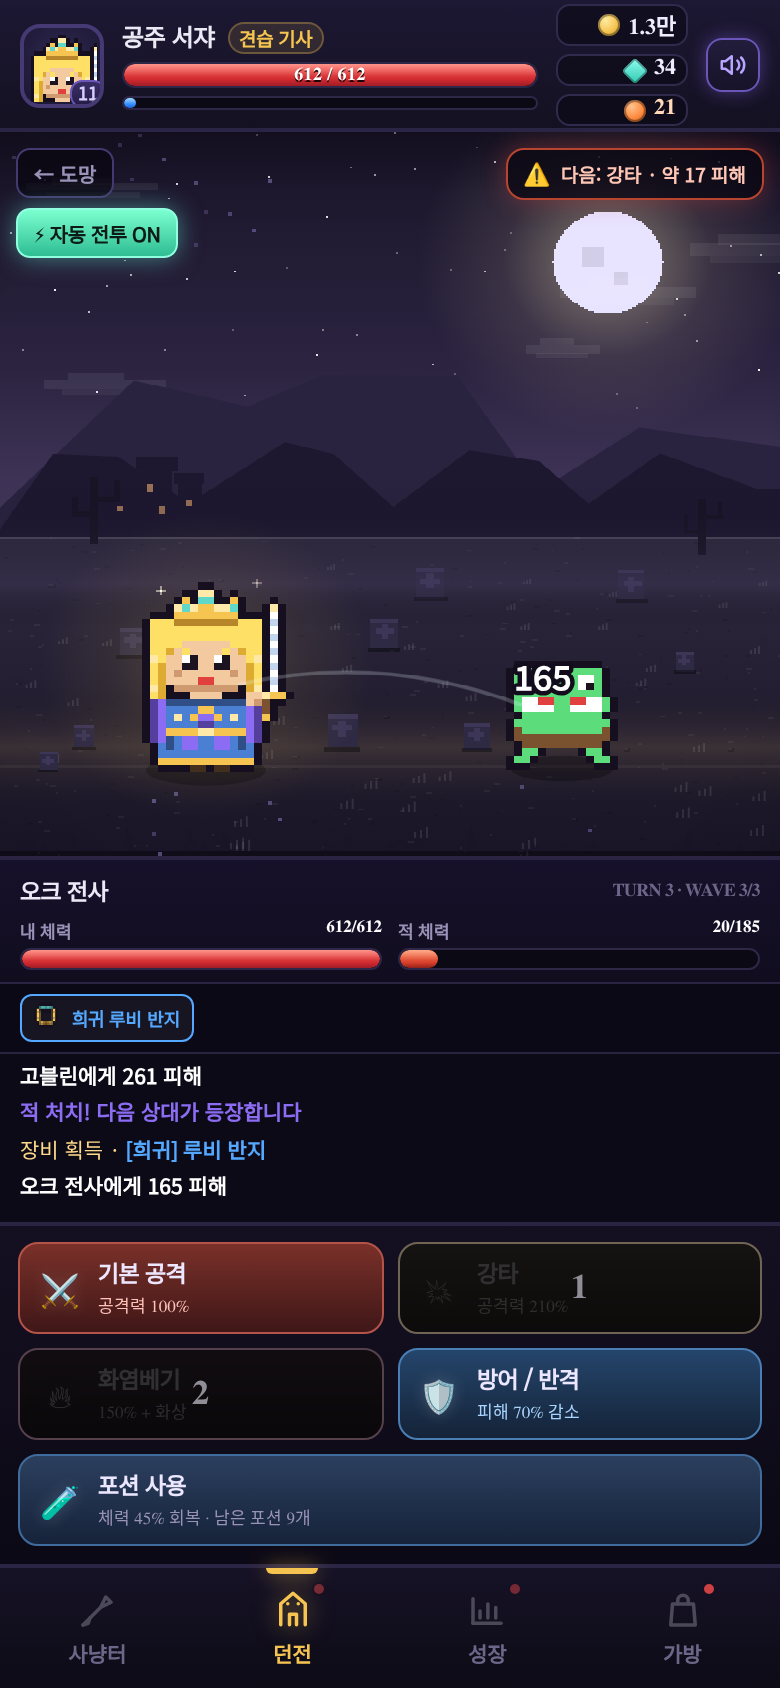 공주 서쟈 견습 기사
612 / 612
11
1.3만
34
21
← 도망
다음: 강타 · 약 17 피해
⚡자동 전투 ON
165
오크 전사
TURN 3 · WAVE 3/3
내 체력 612/612
적 체력 20/185
희귀 루비 반지
고블린에게 261 피해
적 처치! 다음 상대가 등장합니다
장비 획득 · [희귀] 루비 반지
오크 전사에게 165 피해
기본 공격
공격력 100%
강타
공격력 210%
1
화염베기
150% + 화상
2
방어 / 반격
피해 70% 감소
포션 사용
체력 45% 회복 · 남은 포션 9개
사냥터
던전
성장
가방